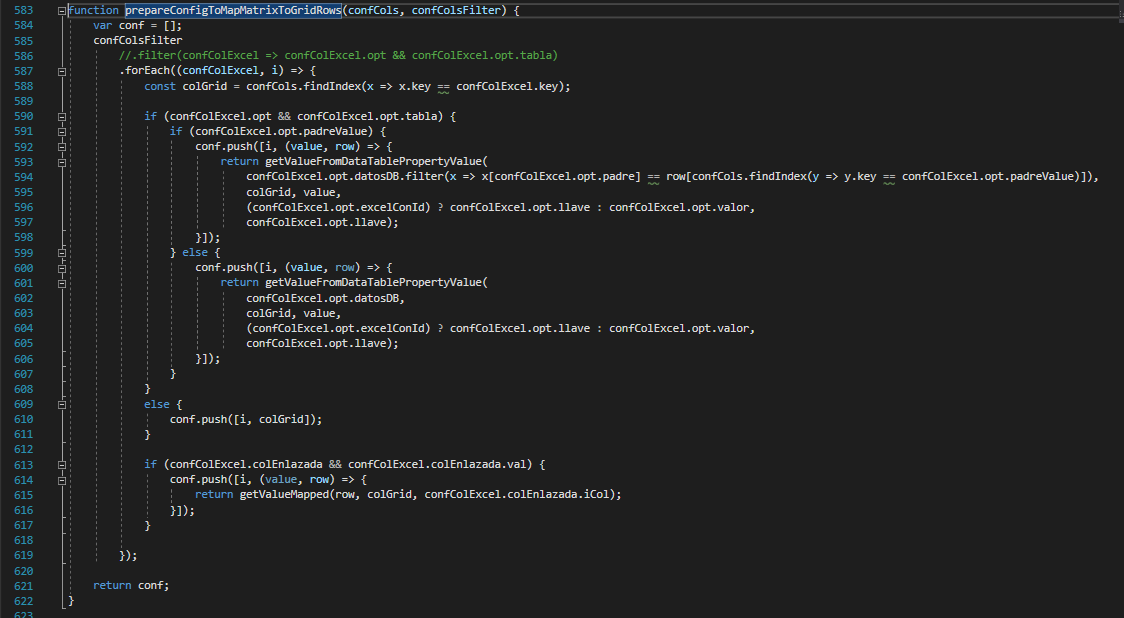 583 function prepareConfigToMapMatrixToGridRows(confCols, confColsFilter) {
584 var conf = [];
585 confColsFilter
586 //.filter(confColExcel => confColExcel.opt && confColExcel.opt.tabla)
587 .forEach((confColExcel, i) => {
588 const colGrid = confCols.findIndex(x => x.key == confColExcel.key);
589
590 if (confColExcel.opt && confColExcel.opt.tabla) {
591 if (confColExcel.opt.padreValue) {
592 conf.push([i, (value, row) => {
593 return getValueFromDataTablePropertyValue(
594 confColExcel.opt.datosDB.filter(x => x[confColExcel.opt.padre] == row[confCols.findIndex(y => y.key == confColExcel.opt.padreValue)]),
595 colGrid, value,
596 (confColExcel.opt.excelConId) ? confColExcel.opt.llave : confColExcel.opt.valor,
597 confColExcel.opt.llave);
598 }]);
599 } else {
600 conf.push([i, (value, row) => {
601 return getValueFromDataTablePropertyValue(
602 confColExcel.opt.datosDB,
603 colGrid, value,
604 (confColExcel.opt.excelConId) ? confColExcel.opt.llave : confColExcel.opt.valor,
605 confColExcel.opt.llave);
606 }]);
607 }
608 }
609 else {
610 conf.push([i, colGrid]);
611 }
612
613 if (confColExcel.colEnlazada && confColExcel.colEnlazada.val) {
614 conf.push([i, (value, row) => {
615 return getValueMapped(row, colGrid, confColExcel.colEnlazada.iCol);
616 }]);
617 }
618
619 });
620
621 return conf;
622 }
623